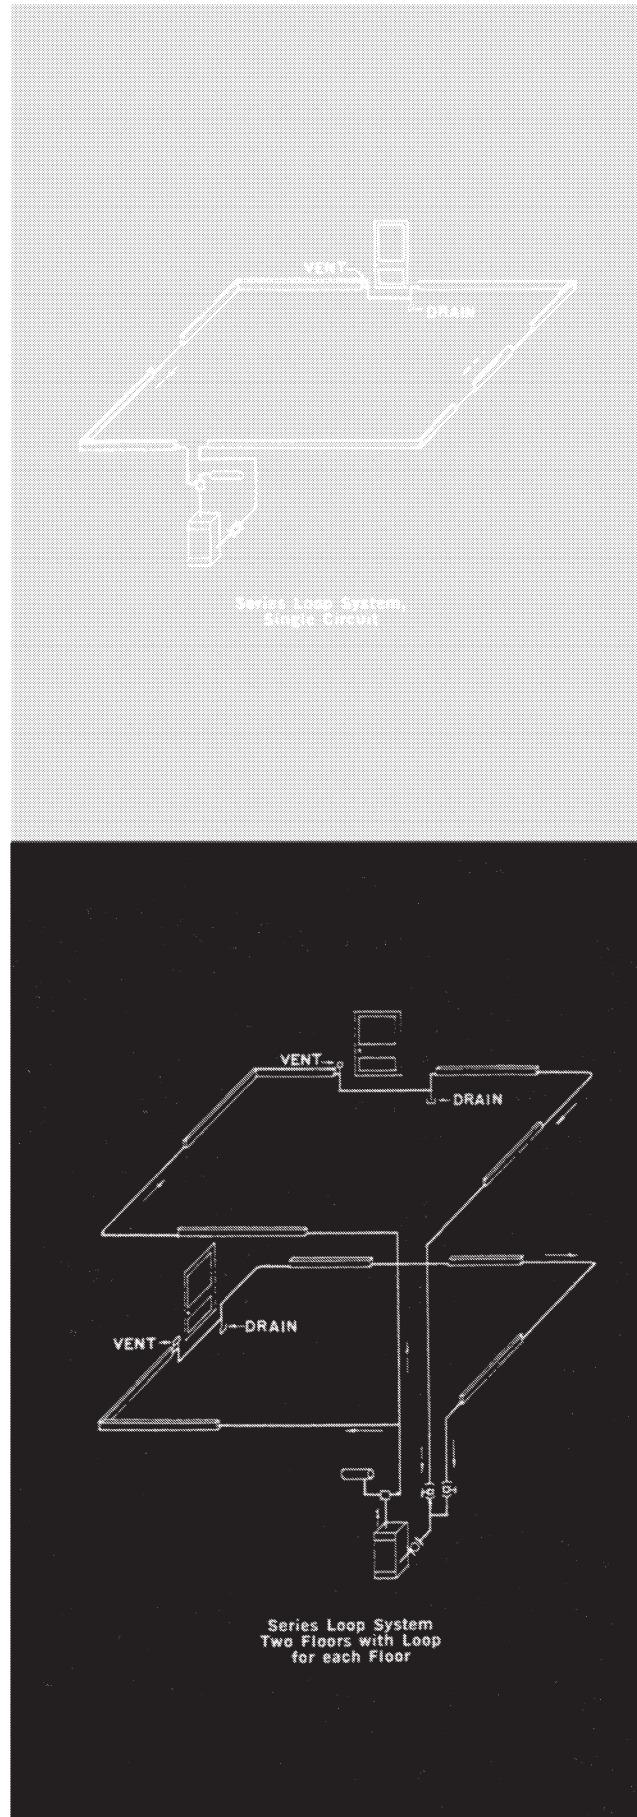 VENT
DRAIN
Series Loop System,
Single Circuit
VENT
DRAIN
VENT
DRAIN
Series Loop System
Two Floors with Loop
for each Floor